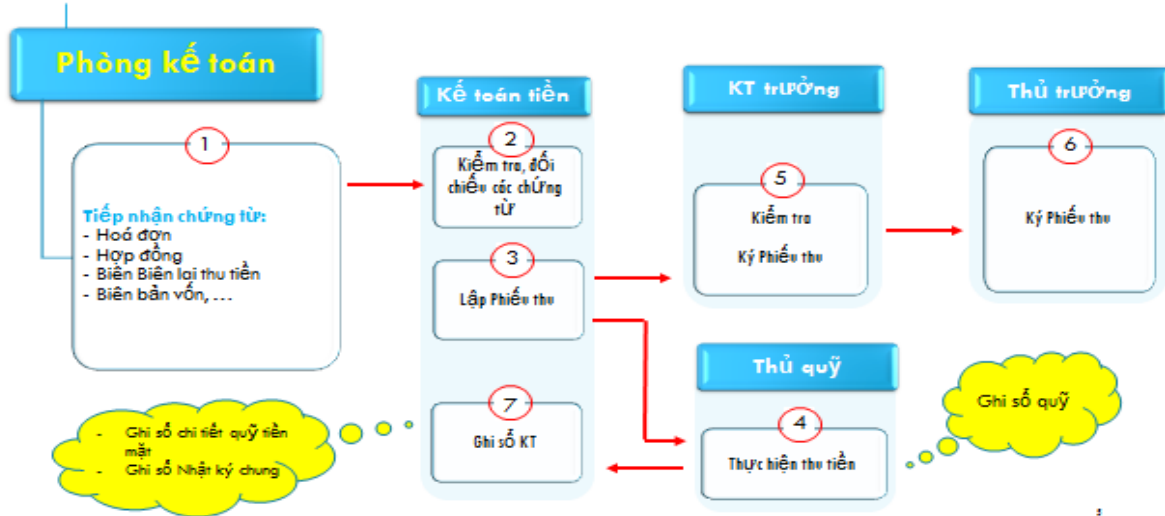 Phòng kế toán
Kế toán tiền
KT trưởng
Thủ trưởng
1
Tiếp nhận chứng từ:
- Hoá đơn
- Hợp đồng
- Biên Biên lai thu tiền
- Biên bản vốn, ...
2
Kiểm tra, đối
chiếu các chứng
từ
3
Lập Phiếu thu
5
Kiểm tra
Ký Phiếu thu
6
Ký Phiếu thu
Thủ quỹ
4
Thực hiện thu tiền
Ghi sổ quỹ
7
Ghi sổ KT
- Ghi sổ chi tiết quỹ tiền
mặt
- Ghi sổ Nhật ký chung